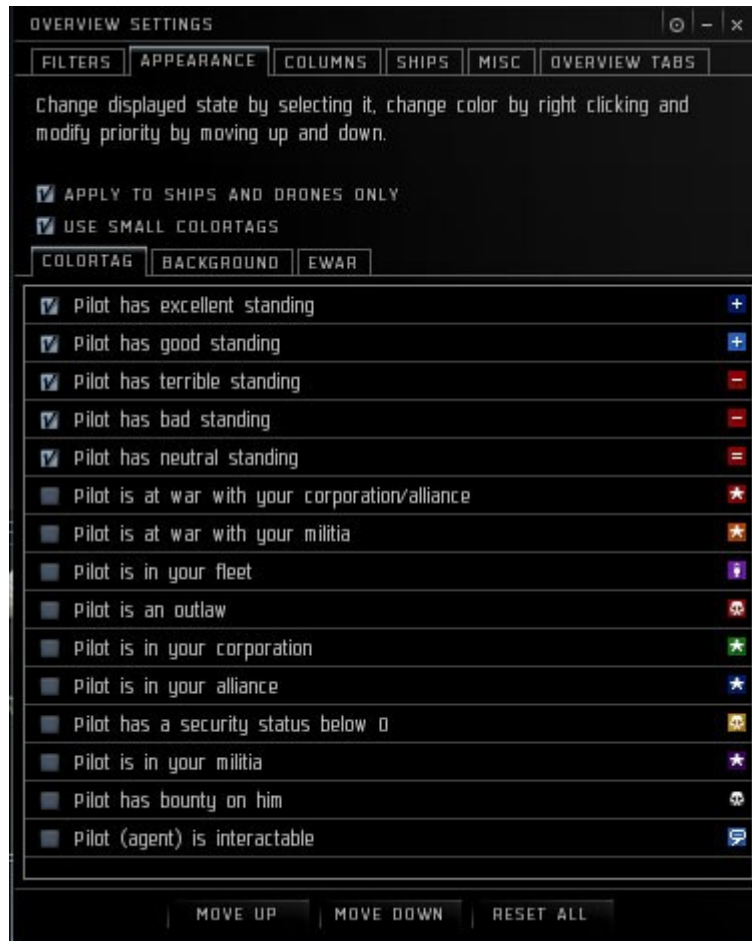 OVERVIEW SETTINGS
FILTERS APPEARANCE COLUMNS SHIPS MISC OVERVIEW TABS
Change displayed state by selecting it, change color by right clicking and
modify priority by moving up and down.
APPLY TO SHIPS AND DRONES ONLY
USE SMALL COLORTAGS
COLORTAG BACKGROUND EWAR
Pilot has excellent standing
Pilot has good standing
Pilot has terrible standing
Pilot has bad standing
Pilot has neutral standing
Pilot is at war with your corporation/alliance
Pilot is at war with your militia
Pilot is in your fleet
Pilot is an outlaw
Pilot is in your corporation
Pilot is in your alliance
Pilot has a security status below 0
Pilot is in your militia
Pilot has bounty on him
Pilot (agent) is interactable
MOVE UP MOVE DOWN RESET ALL